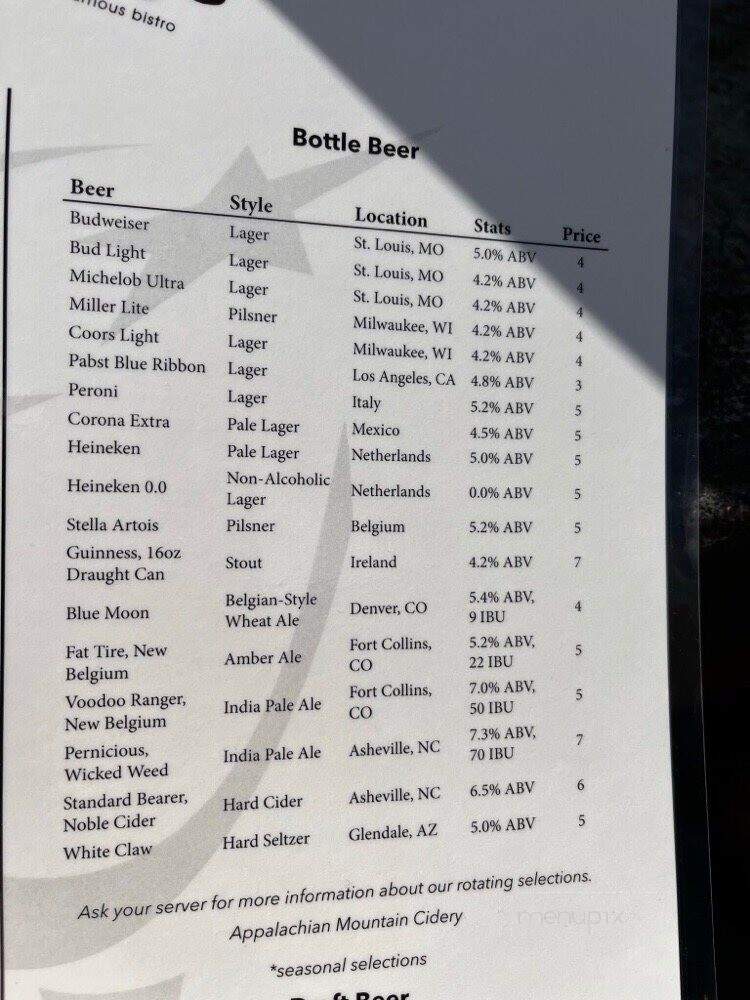 bistro
Bottle Beer
Beer Style Location Stats Price
Budweiser Lager St. Louis, MO 5.0% ABV 4
Bud Light Lager St. Louis, MO 4.2% ABV 4
Michelob Ultra Lager St. Louis, MO 4.2% ABV 4
Miller Lite Pilsner Milwaukee, WI 4.2% ABV 4
Coors Light Lager Milwaukee, WI 4.2% ABV 4
Pabst Blue Ribbon Lager Los Angeles, CA 4.8% ABV 3
Peroni Lager Italy 5.2% ABV 5
Corona Extra Pale Lager Mexico 4.5% ABV 5
Heineken Pale Lager Netherlands 5.0% ABV 5
Heineken 0.0 Non-Alcoholic Netherlands 0.0% ABV 5
Lager
Stella Artois Pilsner Belgium 5.2% ABV 5
Guinness, 16oz Stout Ireland 4.2% ABV 7
Draught Can
Blue Moon Belgian-Style Denver, CO 5.4% ABV, 4
Wheat Ale 9 IBU
Fat Tire, New Amber Ale Fort Collins, 5.2% ABV, 5
Belgium CO 22 IBU
Voodoo Ranger, India Pale Ale Fort Collins, 7.0% ABV, 5
New Belgium CO 50 IBU
Pernicious, India Pale Ale Asheville, NC 7.3% ABV, 7
Wicked Weed 70 IBU
Standard Bearer, Hard Cider Asheville, NC 6.5% ABV 6
Noble Cider
White Claw Hard Seltzer Glendale, AZ 5.0% ABV 5
Ask your server for more information about our rotating selections.
Appalachian Mountain Cidery
menupix
*seasonal selections
Draft Beer